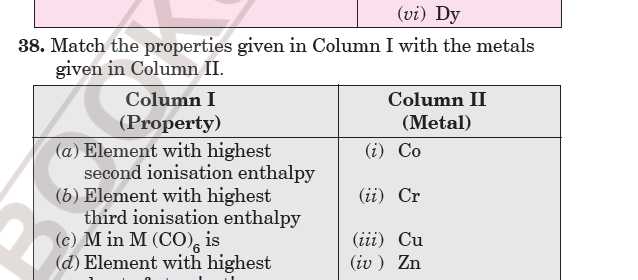 (vi) Dy
38. Match the properties given in Column I with the metals
given in Column II.
Column I Column II
(Property) (Metal)
(a) Element with highest (i) Co
second ionisation enthalpy
(b) Element with highest (ii) Cr
third ionisation enthalpy
(c) M in M (CO)6 is (iii) Cu
(d) Element with highest (iv ) Zn